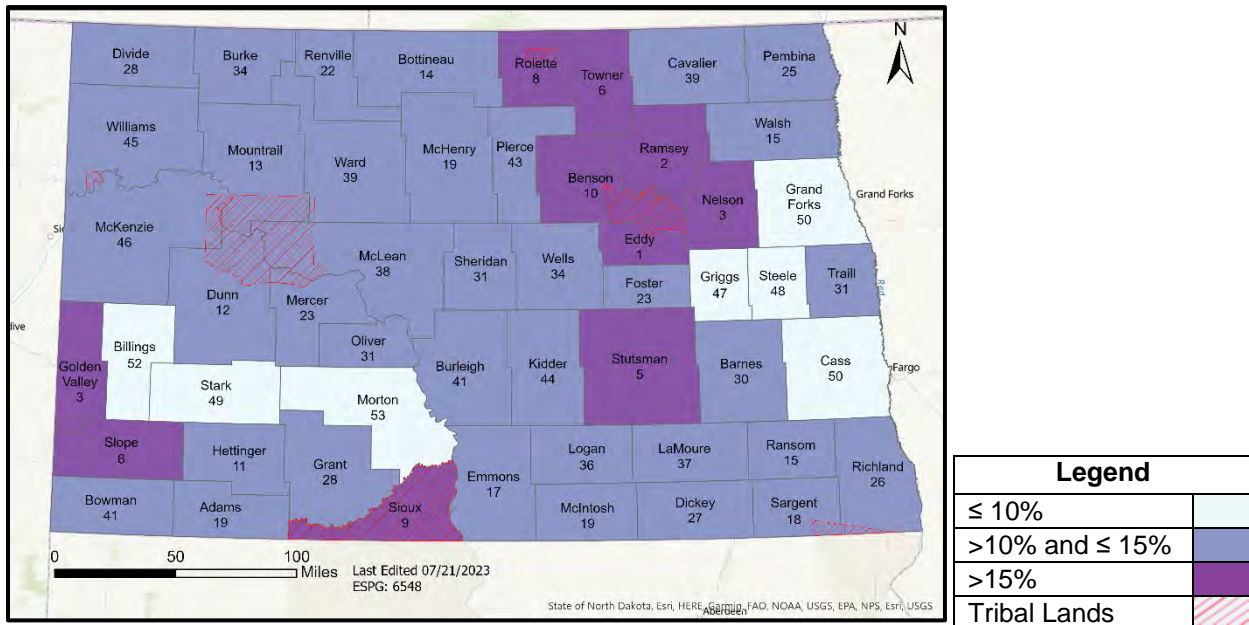 N
Divide
28
Burke
34
Renville
22
Bottineau
14
Rolette
8
Towner
6
Cavalier
39
Pembina
25
Williams
45
Mountrail
13
Ward
39
McHenry
19
Pierce
43
Benson
10
Ramsey
2
Walsh
15
Nelson
3
Grand
Forks
50
Grand Forks
McKenzie
46
McLean
38
Sheridan
31
Wells
34
Eddy
1
Foster
23
Griggs
47
Steele
48
Traill
31
Red
Dunn
12
Mercer
23
Oliver
31
Golden
Valley
3
Billings
52
Stark
49
Morton
53
Burleigh
41
Kidder
44
Stutsman
5
Barnes
30
Cass
50
Fargo
Slope
6
Hettinger
11
Grant
28
Sioux
9
Emmons
17
Logan
36
LaMoure
37
Ransom
15
Richland
26
Bowman
41
Adams
19
McIntosh
19
Dickey
27
Sargent
18
0 50 100
Miles
Last Edited 07/21/2023
ESPG: 6548
State of North Dakota, Esri, HERE, Garmin, FAO, NOAA, USGS, EPA, NPS, Esri, USGS
Aberdeen
Legend
≤ 10%
>10% and ≤ 15%
>15%
Tribal Lands